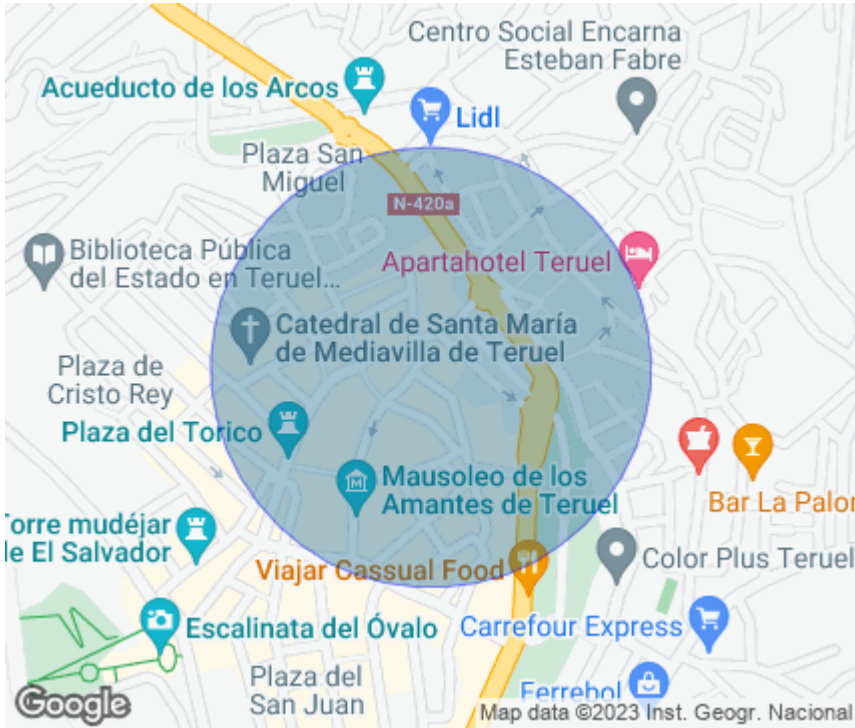 Centro Social Encarna
Esteban Fabre
Acueducto de los Arcos
Lidl
Plaza San
Miguel
N-420a
Biblioteca Pública
del Estado en Teruel...
Apartahotel Teruel
Catedral de Santa María
de Mediavilla de Teruel
Plaza de
Cristo Rey
Plaza del Torico
Mausoleo de los
Amantes de Teruel
Bar La Palor
Torre mudéjar
de El Salvador
Viajar Cassual Food
Color Plus Teruel
Escalinata del Óvalo
Carrefour Express
Plaza del
San Juan
Ferrebol
Google
Map data ©2023 Inst. Geogr. Nacional